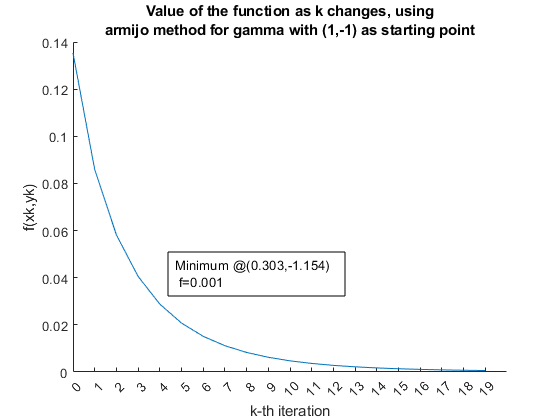 Value of the function as k changes, using
armijo method for gamma with (1,-1) as starting point
0.14
0.12
0.1
0.08
0.06
0.04
0.02
0
f(xk,yk)
Minimum @(0.303,-1.154)
f=0.001
0 1 2 3 4 5 6 7 8 9 10 11 12 13 14 15 16 17 18 19
k-th iteration